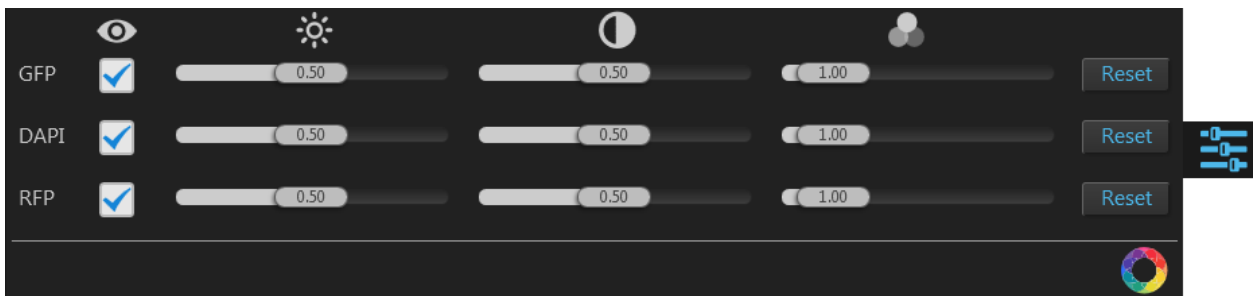 GFP 0.50 0.50 1.00 Reset
DAPI 0.50 0.50 1.00 Reset
RFP 0.50 0.50 1.00 Reset